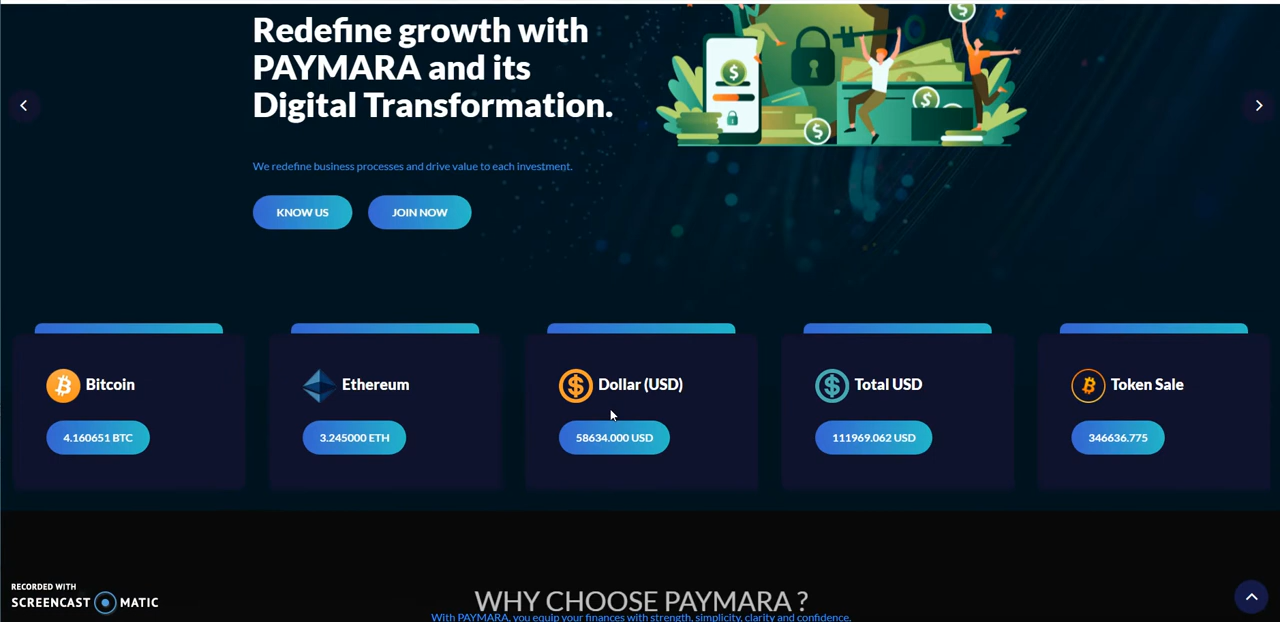 Redefine growth with
PAYMARA and its
Digital Transformation.
We redefine business processes and drive value to each investment.
KNOW US
JOIN NOW
Bitcoin
4.160651 BTC
Ethereum
3.245000 ETH
Dollar (USD)
58634.000 USD
Total USD
111969.062 USD
Token Sale
346636.775
WHY CHOOSE PAYMARA ?
With PAYMARA, you equip your finances with strength, simplicity, clarity and confidence.
RECORDED WITH
SCREENCAST MATIC